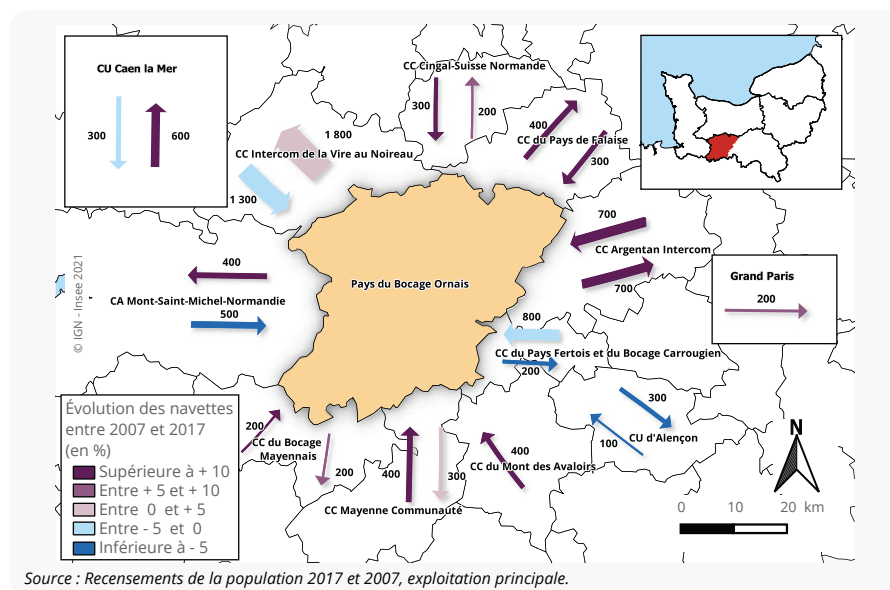 CU Caen la Mer
300
600
CC Cingal-Suisse Normande
300
200
400
CC du Pays de Falaise
300
1 800
CC Intercom de la Vire au Noireau
1 300
700
CC Argentan Intercom
700
Grand Paris
200
400
CA Mont-Saint-Michel-Normandie
500
Pays du Bocage Ornais
800
CC du Pays Fertois et du Bocage Carrougien
200
300
CU d'Alençon
100
© IGN - Insee 2021
Évolution des navettes
entre 2007 et 2017
(en %)
Supérieure à + 10
Entre + 5 et + 10
Entre 0 et + 5
Entre - 5 et 0
Inférieure à - 5
200
CC du Bocage
Mayennais
200
400
300
CC Mayenne Communauté
400
CC du Mont des Avaloirs
N
0 10 20 km
Source : Recensements de la population 2017 et 2007, exploitation principale.